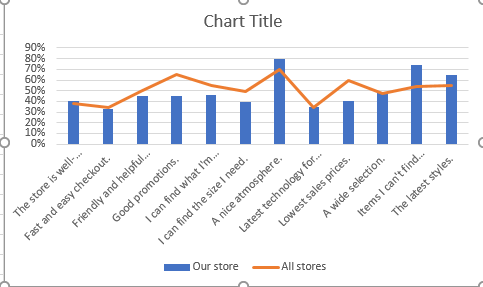 Chart Title
90%
80%
70%
60%
50%
40%
30%
20%
10%
0%
The store is well-...
Fast and easy checkout.
Friendly and helpful...
Good promotions.
I can find what I'm...
I can find the size I need.
A nice atmosphere.
Latest technology for...
Lowest sales prices.
A wide selection.
Items I can't find...
The latest styles.
Our store
All stores